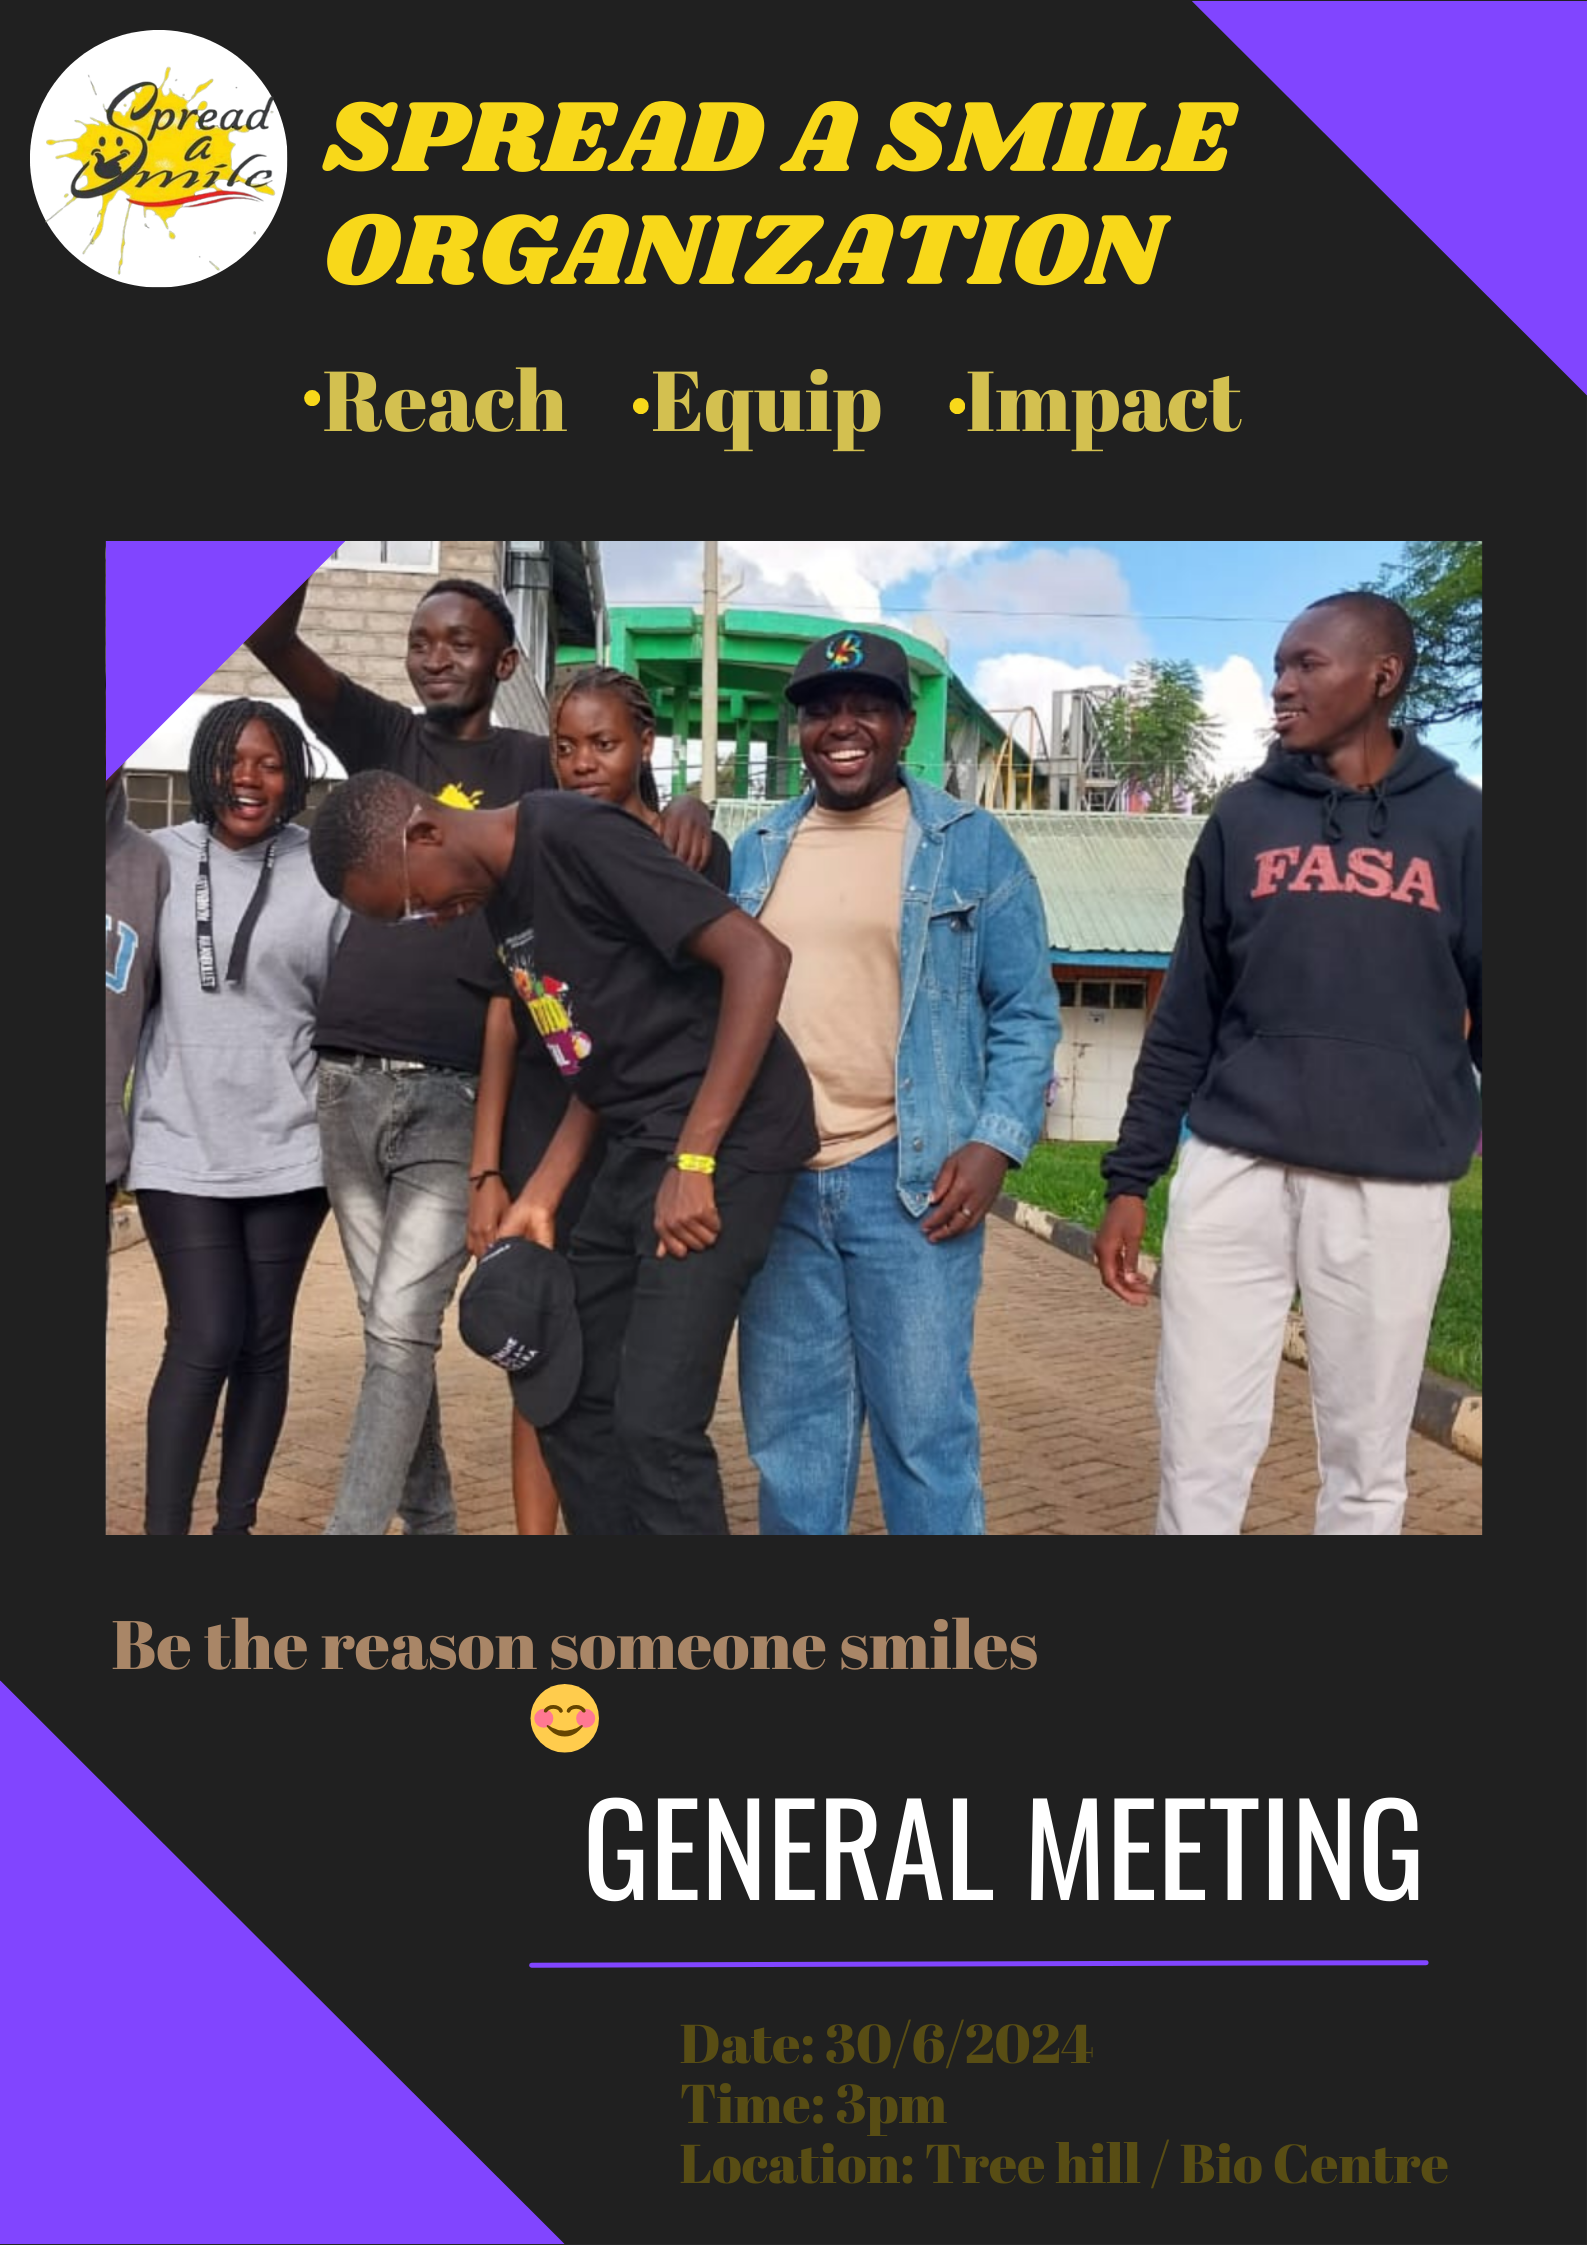 Spread
a
Smile
SPREAD A SMILE
ORGANIZATION
•Reach •Equip •Impact
FASA
Be the reason someone smiles
😊
GENERAL MEETING
Date: 30/6/2024
Time: 3pm
Location: Tree hill / Bio Centre